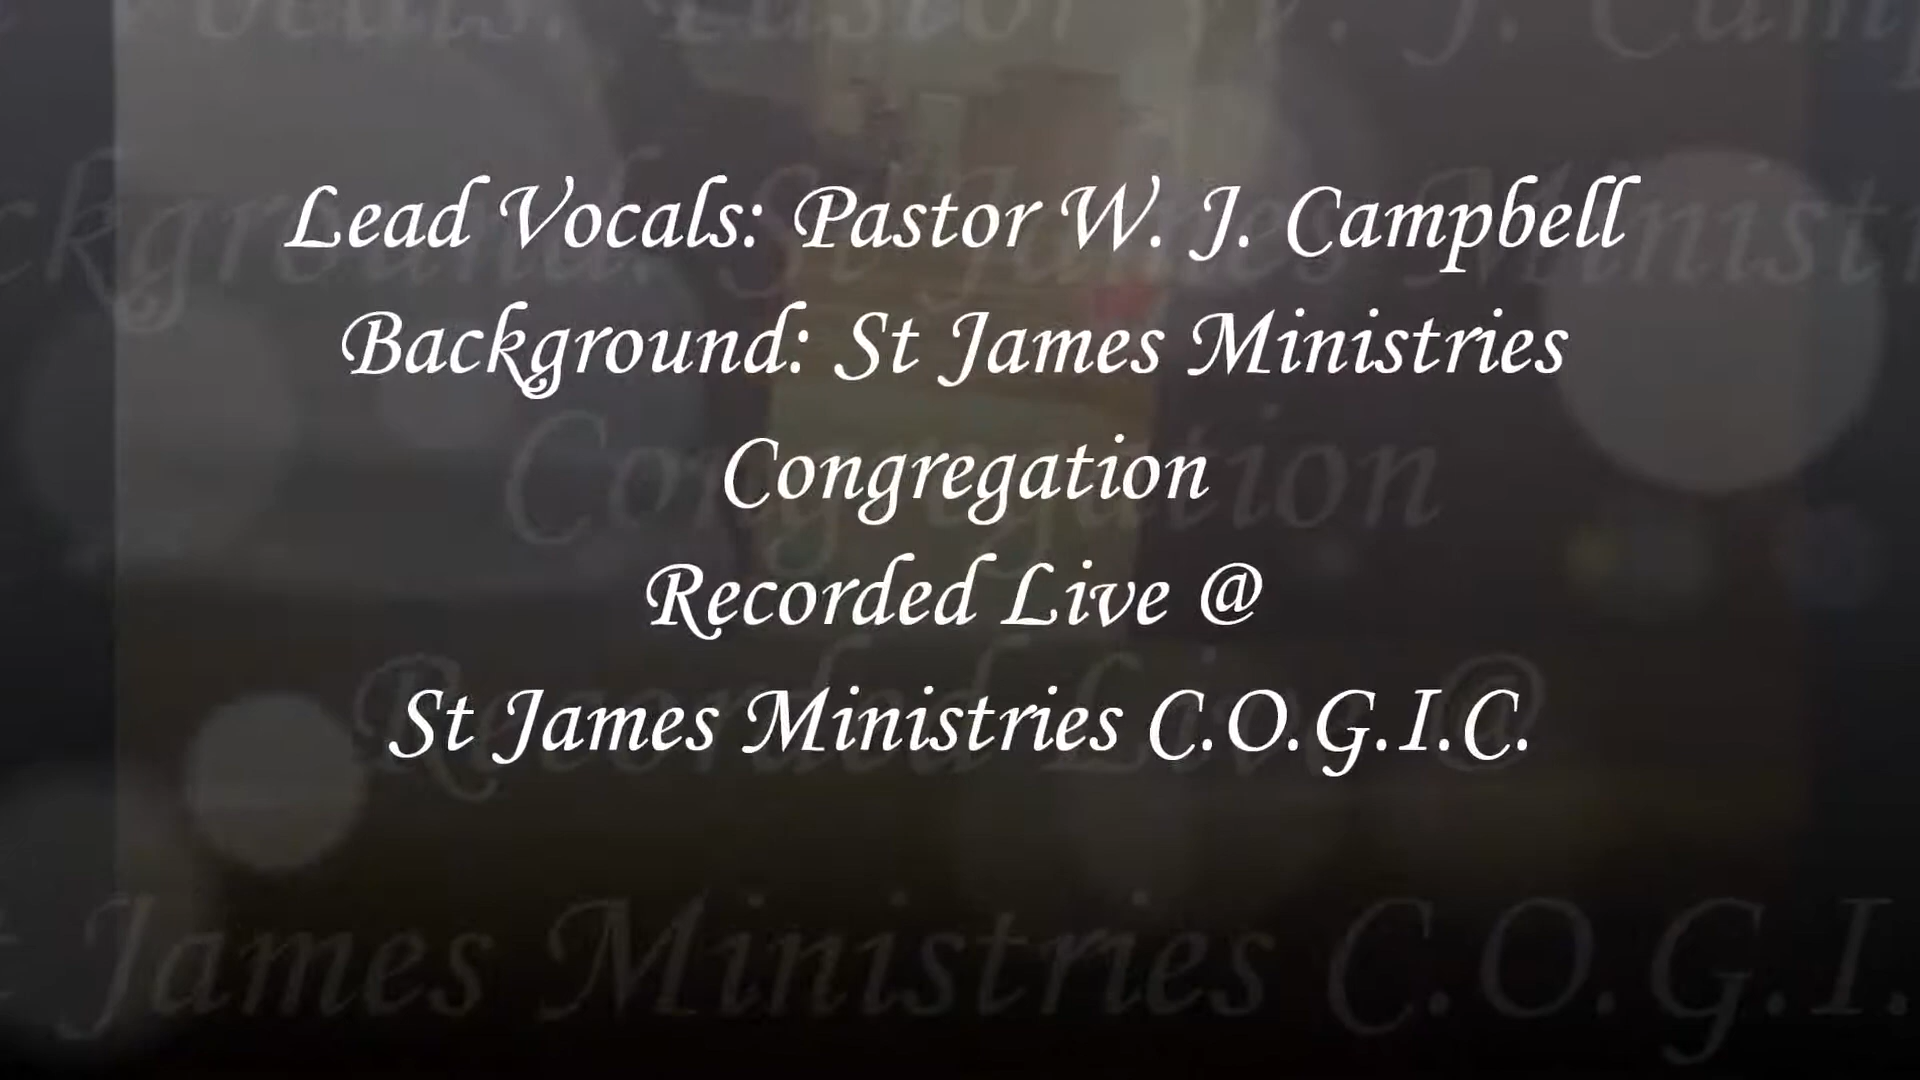 Lead Vocals: Pastor W. J. Campbell
Background: St James Ministries
Congregation
Recorded Live @
St James Ministries C.O.G.I.C.